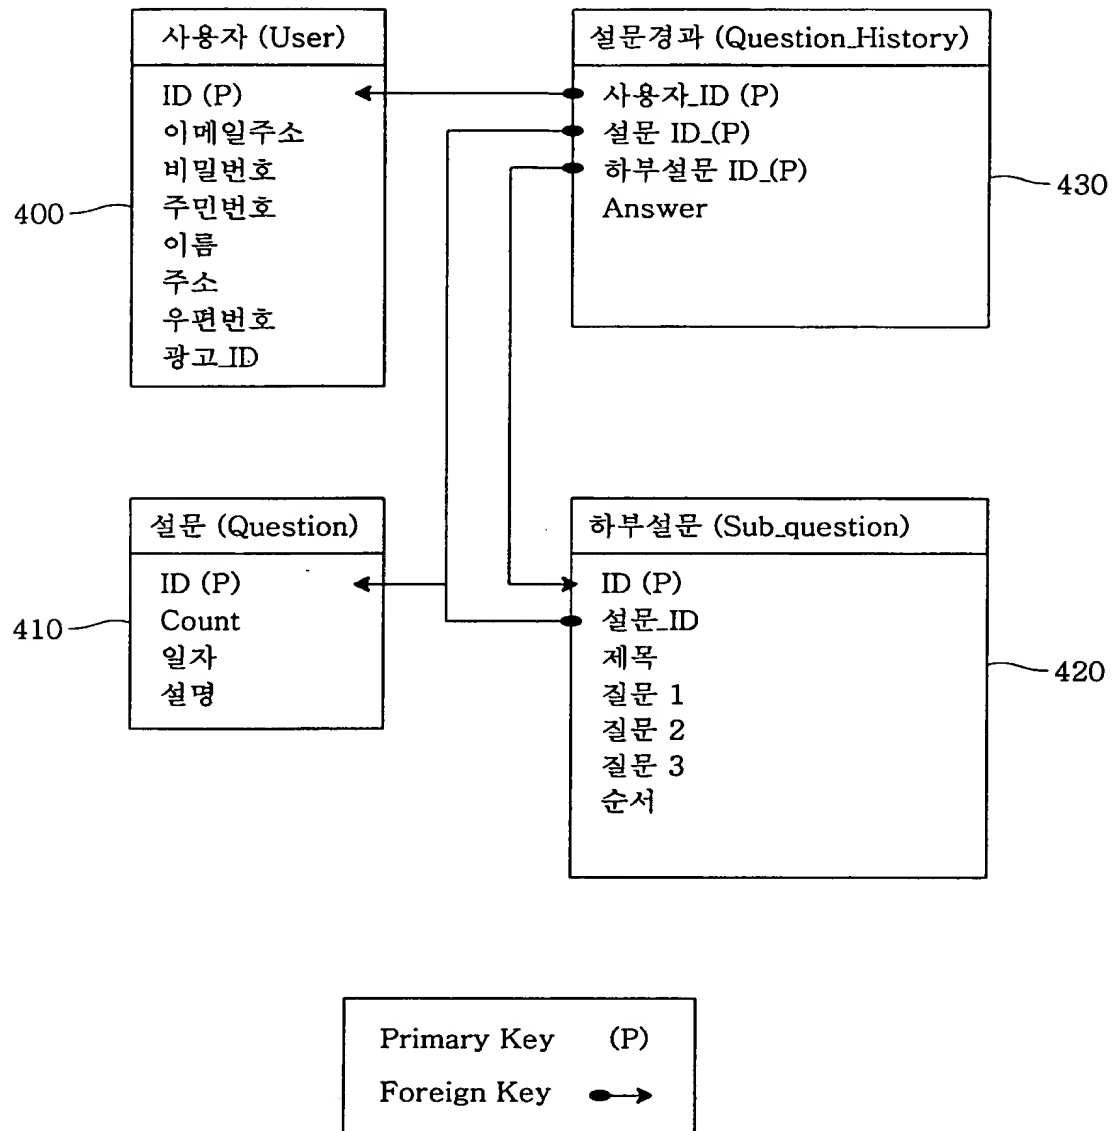 사용자 (User)
ID (P)
이메일주소
비밀번호
주민번호
이름
주소
우편번호
광고_ID
400
설문경과 (Question_History)
사용자_ID (P)
설문 ID_(P)
하부설문 ID_(P)
Answer
430
설문 (Question)
ID (P)
Count
일자
설명
410
하부설문 (Sub_question)
ID (P)
설문_ID
제목
질문 1
질문 2
질문 3
순서
420
Primary Key (P)
Foreign Key